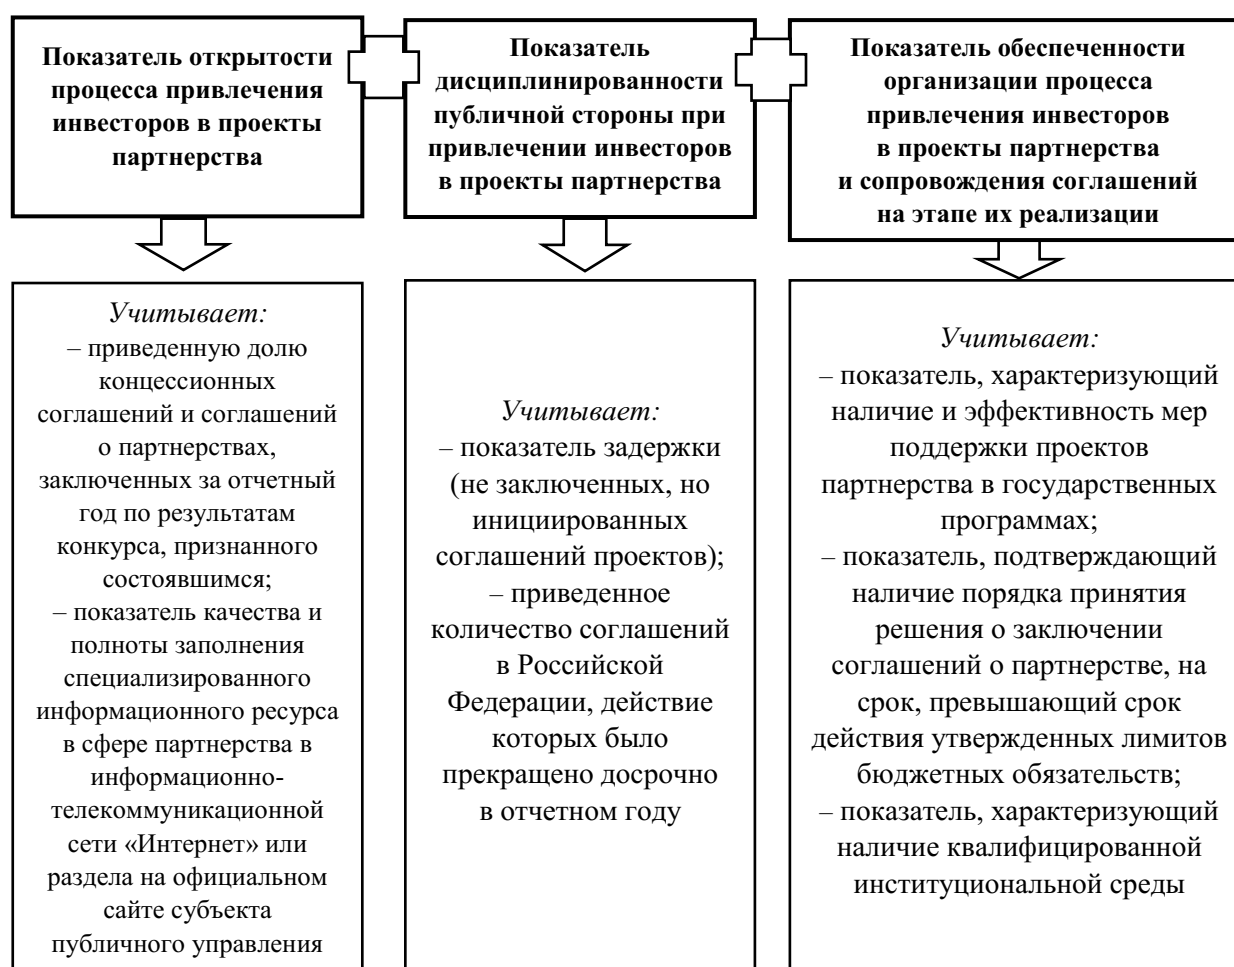 Показатель открытости
процесса привлечения
инвесторов в проекты
партнерства
Показатель
дисциплинированности
публичной стороны при
привлечении инвесторов
в проекты партнерства
Показатель обеспеченности
организации процесса
привлечения инвесторов
в проекты партнерства
и сопровождения соглашений
на этапе их реализации
Учитывает:
– приведенную долю
концессионных
соглашений и соглашений
о партнерствах,
заключенных за отчетный
год по результатам
конкурса, признанного
состоявшимся;
– показатель качества и
полноты заполнения
специализированного
информационного ресурса
в сфере партнерства в
информационно-
телекоммуникационной
сети «Интернет» или
раздела на официальном
сайте субъекта
публичного управления
Учитывает:
– показатель задержки
(не заключенных, но
инициированных
соглашений проектов);
– приведенное
количество соглашений
в Российской
Федерации, действие
которых было
прекращено досрочно
в отчетном году
Учитывает:
– показатель, характеризующий
наличие и эффективность мер
поддержки проектов
партнерства в государственных
программах;
– показатель, подтверждающий
наличие порядка принятия
решения о заключении
соглашений о партнерстве, на
срок, превышающий срок
действия утвержденных лимитов
бюджетных обязательств;
– показатель, характеризующий
наличие квалифицированной
институциональной среды